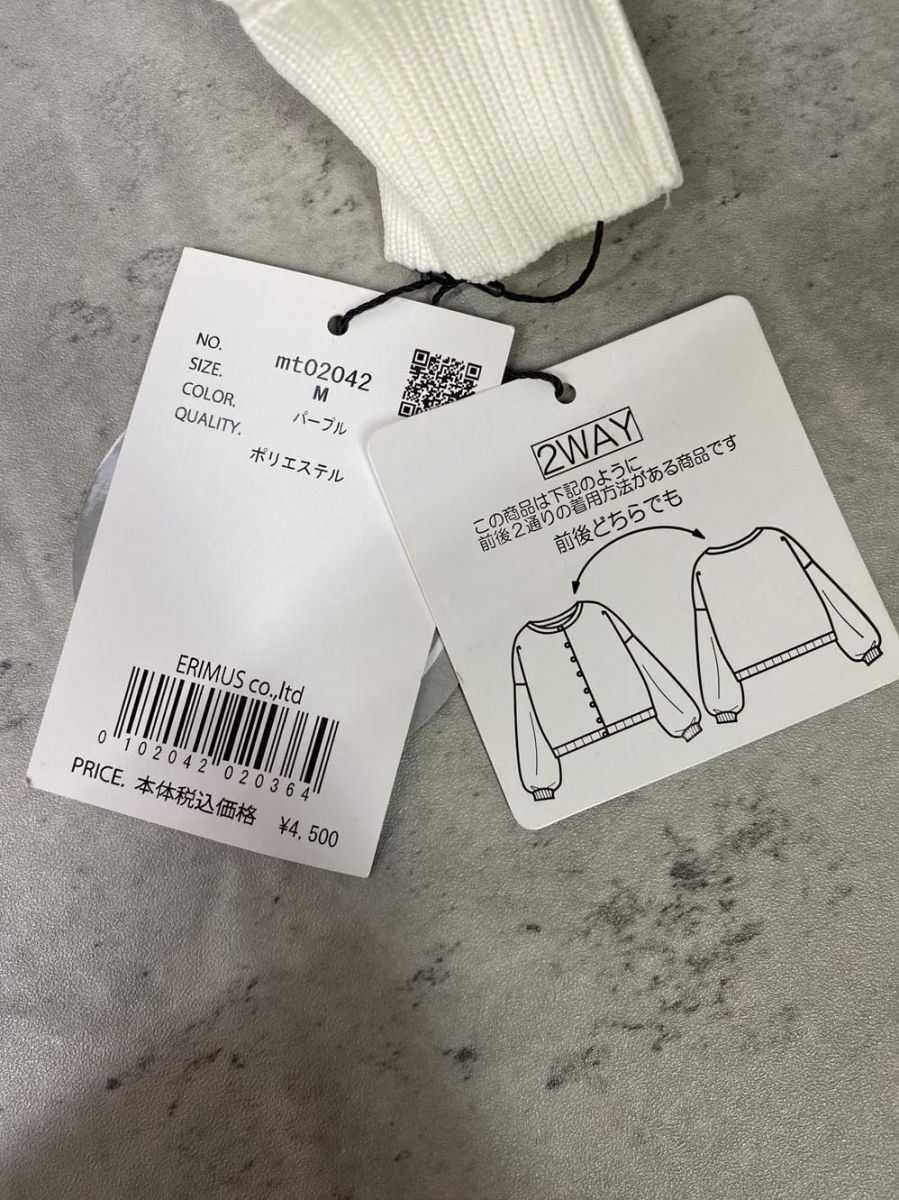 NO. mt02042
SIZE. M
COLOR. パープル
QUALITY.
ポリエステル
ERIMUS co.,ltd
0 102042 020364
PRICE. 本体税込価格 ¥4,500
2WAY
この商品は下記のように
前後2通りの着用方法がある商品です
前後どちらでも